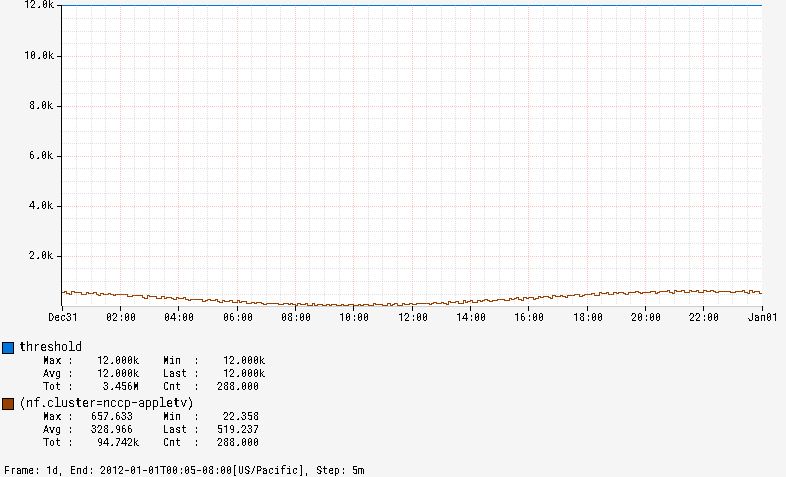 12.0k
10.0k
8.0k
6.0k
4.0k
2.0k
Dec31 02:00 04:00 06:00 08:00 10:00 12:00 14:00 16:00 18:00 20:00 22:00 Jan01
threshold
Max : 12.000k Min : 12.000k
Avg : 12.000k Last : 12.000k
Tot : 3.456M Cnt : 288.000
(nf.cluster=nccp-appletv)
Max : 657.633 Min : 22.358
Avg : 328.966 Last : 519.237
Tot : 94.742k Cnt : 288.000
Frame: 1d, End: 2012-01-01T00:05-08:00[US/Pacific], Step: 5m